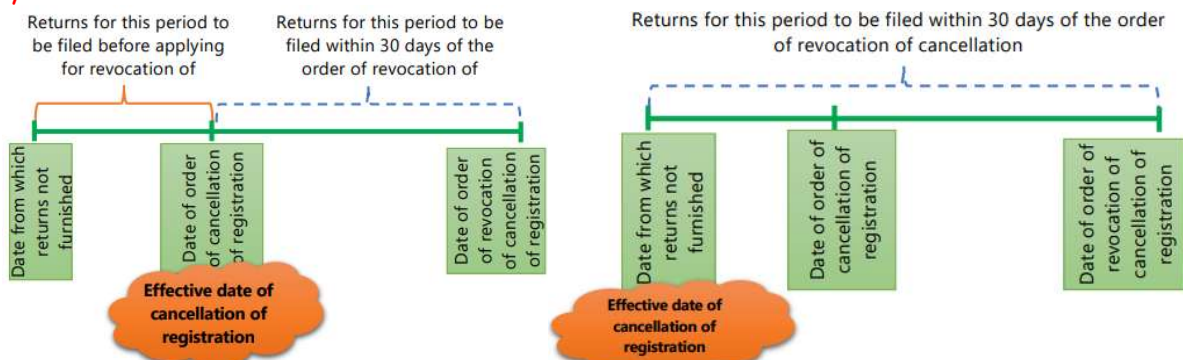 Returns for this period to
be filed before applying
for revocation of
Returns for this period to be
filed within 30 days of the
order of revocation of
Date from which
returns not
furnished
Date of order
of cancellation
of registration
Date of order
of revocation
of cancellation
of registration
Effective date of
cancellation of
registration
Returns for this period to be filed within 30 days of the order
of revocation of cancellation
Date from which
returns not
furnished
Date of order of
cancellation of
registration
Date of order of
revocation of
cancellation of
registration
Effective date of
cancellation of
registration